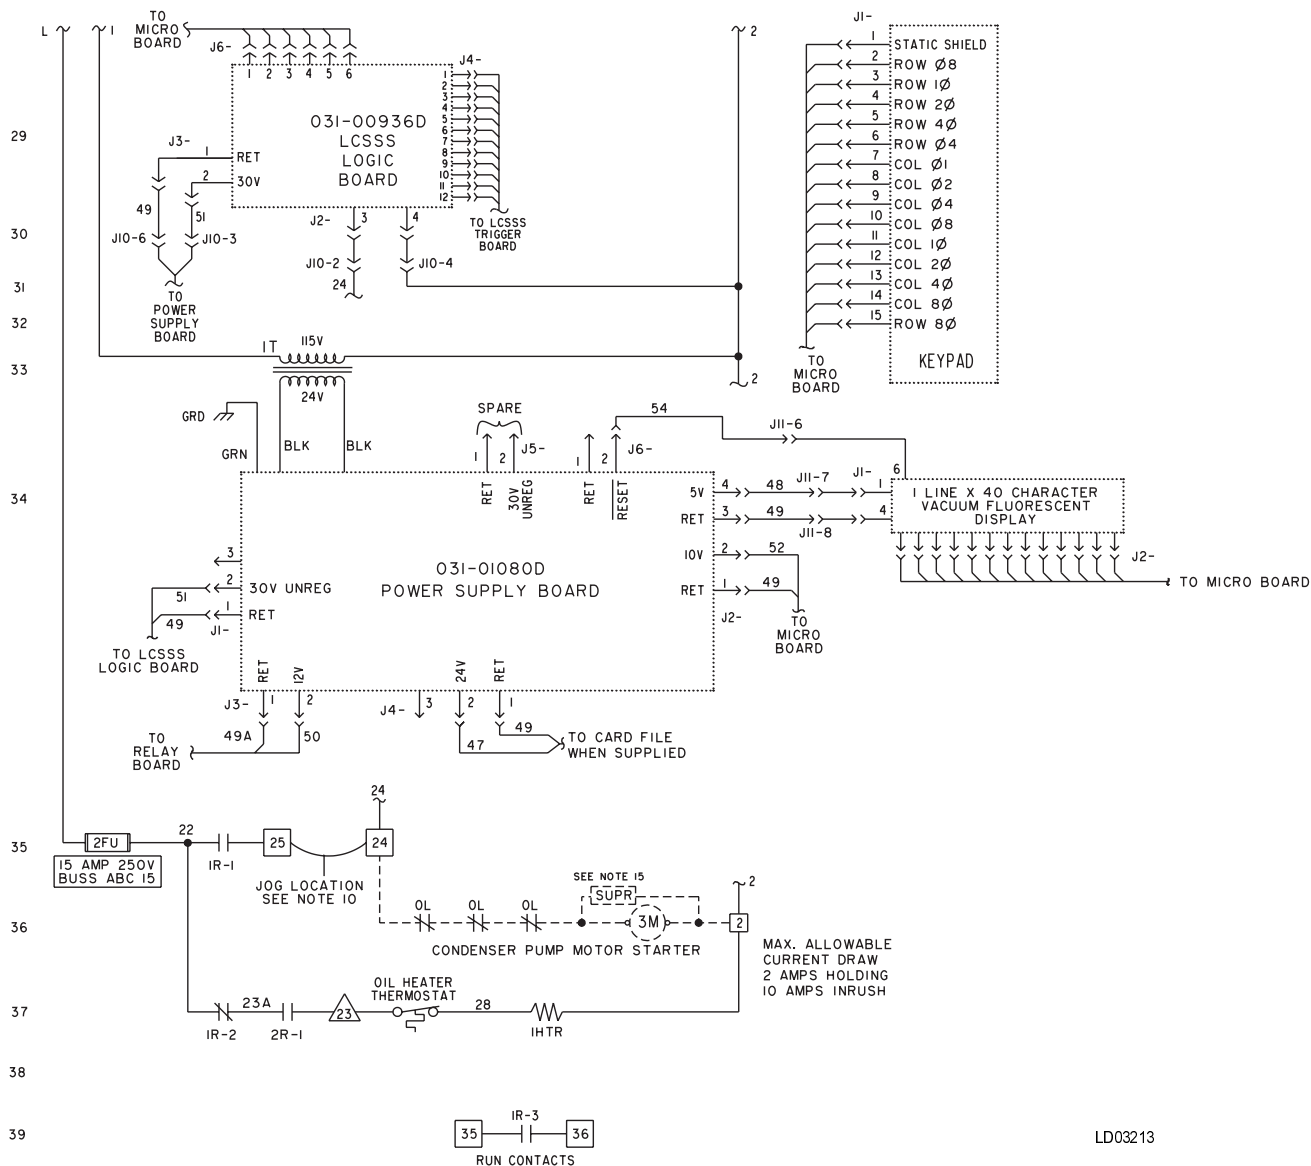 L
1
TO
MICRO
BOARD
J6-
1 2 3 4 5 6
J4-
1
2
3
4
5
6
7
8
9
10
11
12
031-00936D
LCSSS
LOGIC
BOARD
29
J3-
1
RET
2
30V
49
51
J10-6
J10-3
30
J2-
3
4
J10-2
J10-4
24
31
TO
POWER
SUPPLY
BOARD
32
TO LCSSS
TRIGGER
BOARD
2
J1-
1 STATIC SHIELD
2 ROW Ø8
3 ROW 1Ø
4 ROW 2Ø
5 ROW 4Ø
6 ROW Ø4
7 COL Ø1
8 COL Ø2
9 COL Ø4
10 COL Ø8
11 COL 1Ø
12 COL 2Ø
13 COL 4Ø
14 COL 8Ø
15 ROW 8Ø
KEYPAD
TO
MICRO
BOARD
33
1T
115V
24V
2
GRD
GRN
BLK
BLK
SPARE
1
2
J5-
RET
30V
UNREG
1
2
J6-
RET
RESET
54
J11-6
6
34
5V
4
48
J11-7
J1-
1
RET
3
49
J11-8
4
1 LINE X 40 CHARACTER
VACUUM FLUORESCENT
DISPLAY
J2-
TO MICRO BOARD
10V
2
52
RET
1
49
J2-
TO
MICRO
BOARD
031-01080D
POWER SUPPLY BOARD
3
2
30V UNREG
51
1
RET
49
J1-
TO LCSSS
LOGIC BOARD
RET
12V
24V
RET
J3-
1
2
J4-
3
2
1
49A
50
TO
RELAY
BOARD
49
47
TO CARD FILE
WHEN SUPPLIED
24
35
2FU
22
1R-1
25
24
15 AMP 250V
BUSS ABC 15
JOG LOCATION
SEE NOTE 10
36
OL
OL
OL
SEE NOTE 15
SUPR
3M
2
2
CONDENSER PUMP MOTOR STARTER
MAX. ALLOWABLE
CURRENT DRAW
2 AMPS HOLDING
10 AMPS INRUSH
37
1R-2
23A
2R-1
23
OIL HEATER
THERMOSTAT
28
1HTR
38
39
35
1R-3
36
RUN CONTACTS
LD03213